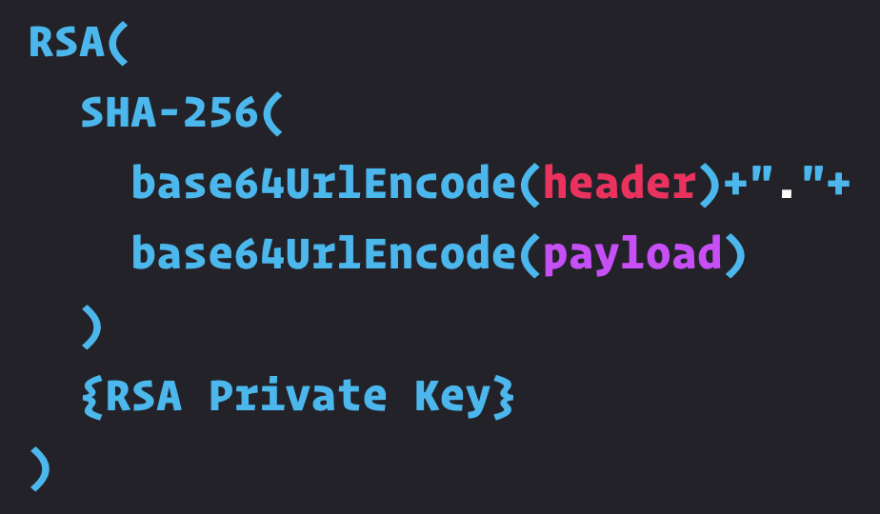 RSA(
SHA-256(
base64UrlEncode(header)+"."+
base64UrlEncode(payload)
)
{RSA Private Key}
)